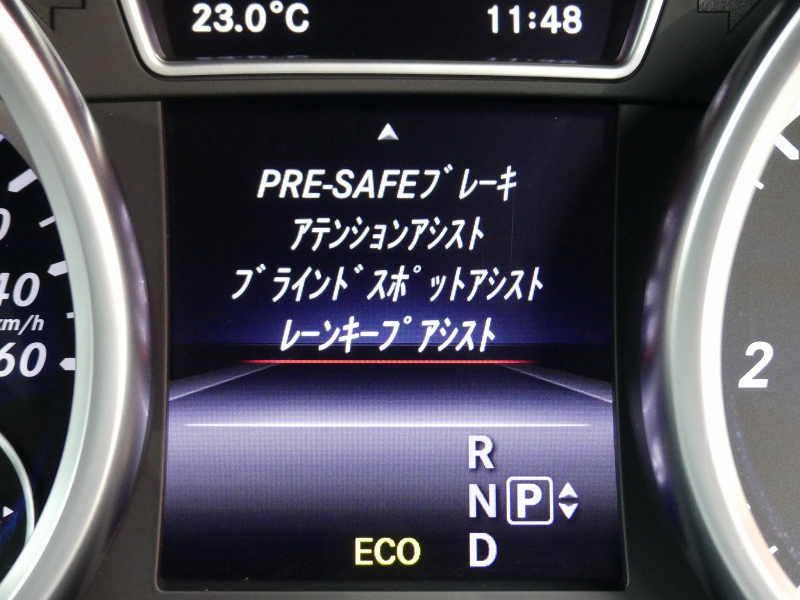 23.0°C 11:48
PRE-SAFEﾌﾞﾚｰｷ
ｱﾃﾝｼｮﾝｱｼｽﾄ
ﾌﾞﾗｲﾝﾄﾞｽﾎﾟｯﾄｱｼｽﾄ
ﾚｰﾝｷｰﾌﾟｱｼｽﾄ
40
km/h
60
2
R
N P
ECO D